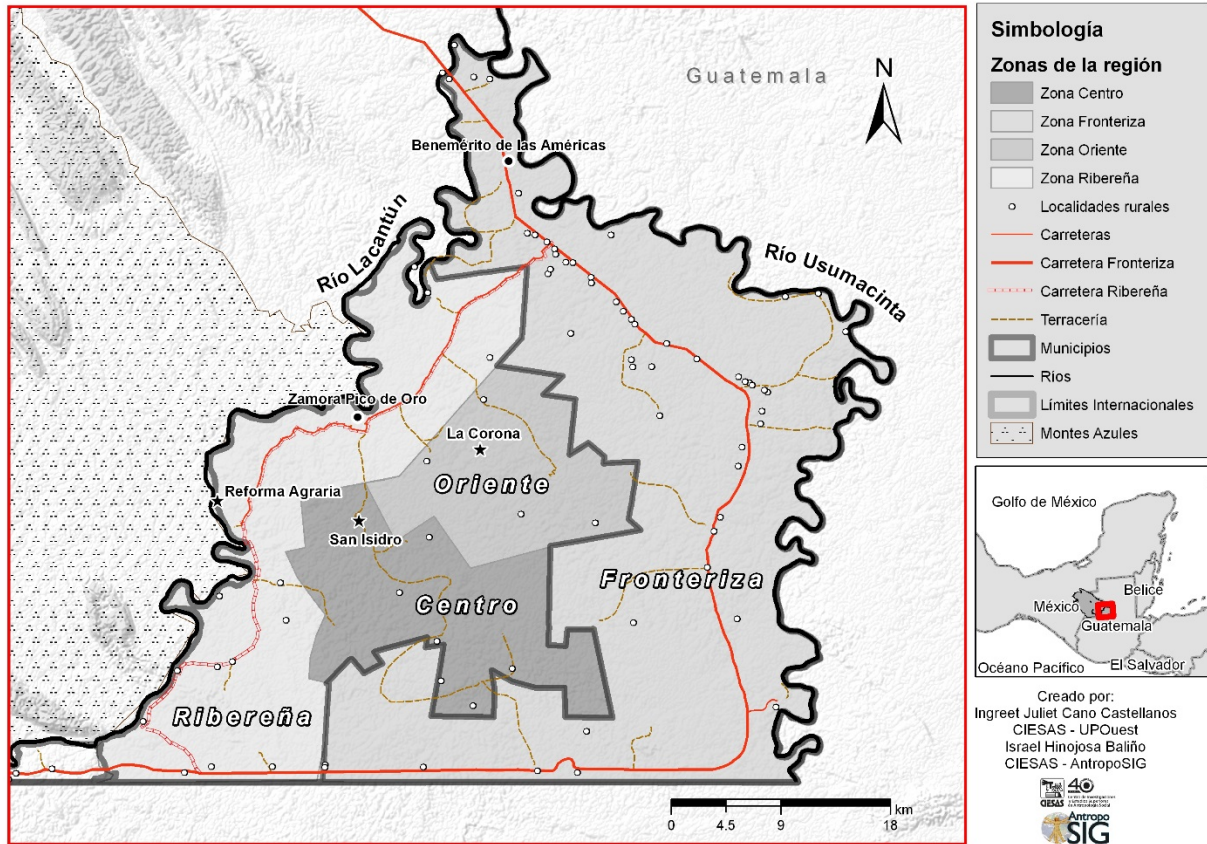 Guatemala
N
Benemérito de las Américas
Río Lacantún
Río Usumacinta
Zamora Pico de Oro
La Corona
Oriente
Reforma Agraria
San Isidro
Fronteriza
Centro
Ribereña
km
0 4.5 9 18
Simbología
Zonas de la región
Zona Centro
Zona Fronteriza
Zona Oriente
Zona Ribereña
Localidades rurales
Carreteras
Carretera Fronteriza
Carretera Ribereña
Terracería
Municipios
Ríos
Límites Internacionales
Montes Azules
Golfo de México
Belice
México
Guatemala
El Salvador
Océano Pacífico
Creado por:
Ingreet Juliet Cano Castellanos
CIESAS - UPOuest
Israel Hinojosa Baliño
CIESAS - AntropoSIG
CIESAS
40
Antropo
SIG